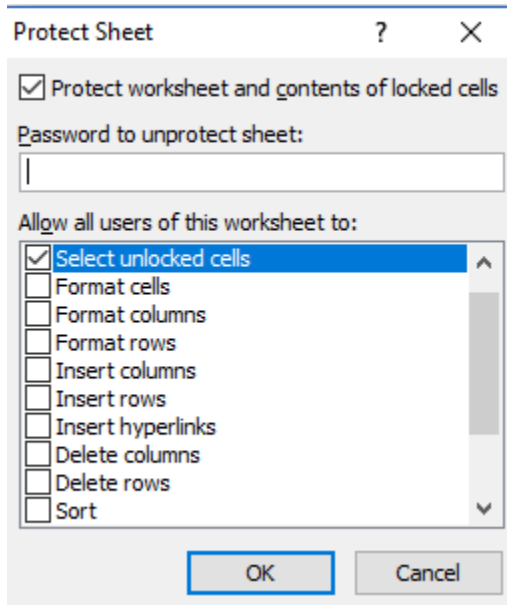 Protect Sheet ?
Protect worksheet and contents of locked cells
Password to unprotect sheet:
Allow all users of this worksheet to:
Select unlocked cells
Format cells
Format columns
Format rows
Insert columns
Insert rows
Insert hyperlinks
Delete columns
Delete rows
Sort
OK Cancel